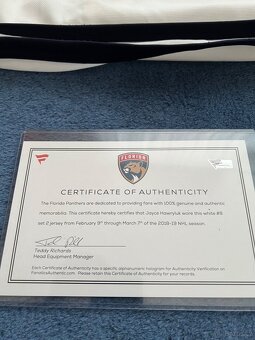 FLORIDA
CERTIFICATE OF AUTHENTICITY
The Florida Panthers are dedicated to providing fans with 100% genuine and authentic
memorabilia. This certificate hereby certifies that Jayce Hawryluk wore this white #8
set 2 jersey from February 9th through March 7th of the 2018-19 NHL season.
Teddy Richards
Head Equipment Manager
Each Certificate of Authenticity has a specific alphanumeric hologram for Authenticity Verification on
FanaticsAuthentic.com. Please retain this Certificate of Authenticity for your records.